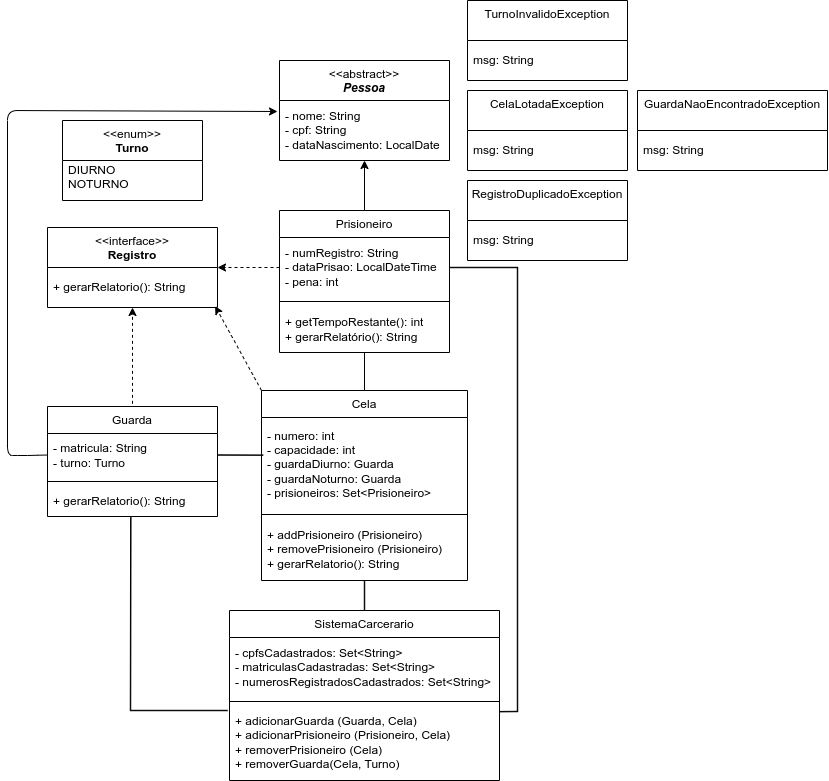 TurnoInvalidoException
msg: String
<<abstract>>
Pessoa
- nome: String
- cpf: String
- dataNascimento: LocalDate
CelaLotadaException
msg: String
GuardaNaoEncontradoException
msg: String
<<enum>>
Turno
DIURNO
NOTURNO
RegistroDuplicadoException
msg: String
<<interface>>
Registro
+ gerarRelatorio(): String
Prisioneiro
- numRegistro: String
- dataPrisao: LocalDateTime
- pena: int
+ getTempoRestante(): int
+ gerarRelatório(): String
Guarda
- matricula: String
- turno: Turno
+ gerarRelatorio(): String
Cela
- numero: int
- capacidade: int
- guardaDiurno: Guarda
- guardaNoturno: Guarda
- prisioneiros: Set<Prisioneiro>
+ addPrisioneiro (Prisioneiro)
+ removePrisioneiro (Prisioneiro)
+ gerarRelatorio(): String
SistemaCarcerario
- cpfsCadastrados: Set<String>
- matriculasCadastradas: Set<String>
- numerosRegistradosCadastrados: Set<String>
+ adicionarGuarda (Guarda, Cela)
+ adicionarPrisioneiro (Prisioneiro, Cela)
+ removerPrisioneiro (Cela)
+ removerGuarda(Cela, Turno)